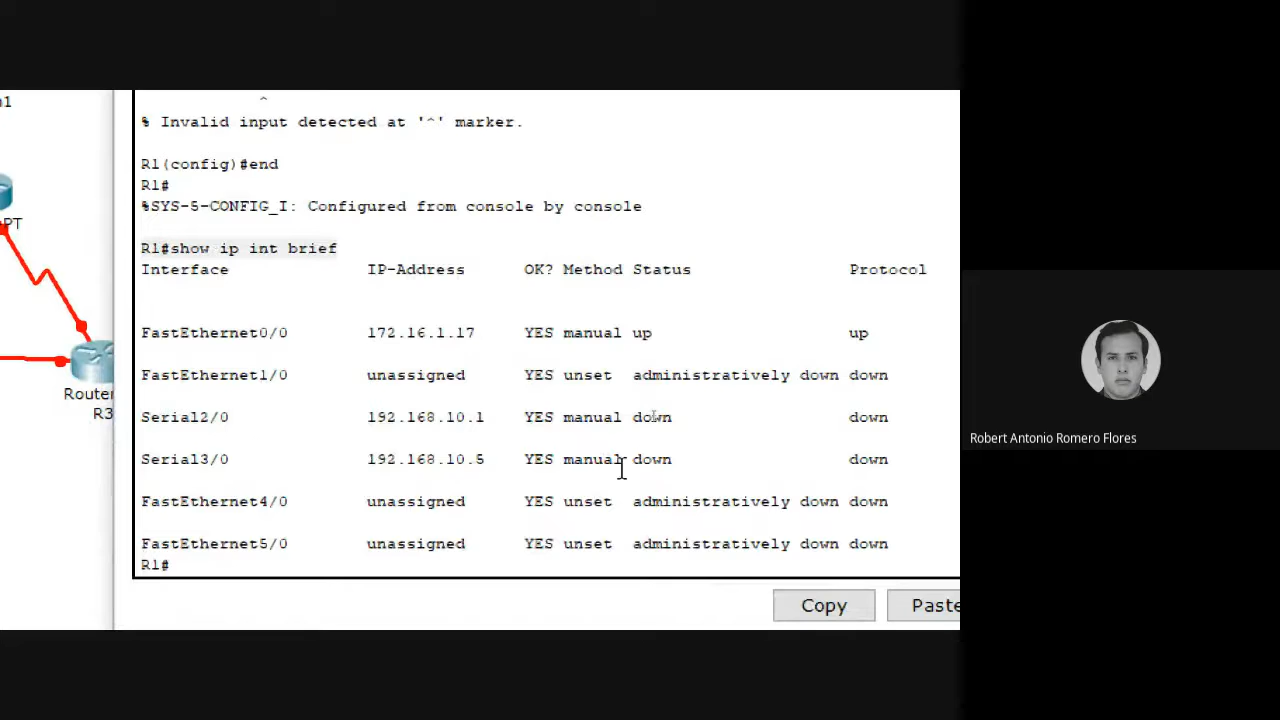 ^
% Invalid input detected at '^' marker.
R1(config)#end
R1#
%SYS-5-CONFIG_I: Configured from console by console
R1#show ip int brief
Interface IP-Address OK? Method Status Protocol
FastEthernet0/0 172.16.1.17 YES manual up up
FastEthernet1/0 unassigned YES unset administratively down down
Serial2/0 192.168.10.1 YES manual down down
Serial3/0 192.168.10.5 YES manual down down
FastEthernet4/0 unassigned YES unset administratively down down
FastEthernet5/0 unassigned YES unset administratively down down
R1#
Copy Paste
PT
Router
R3
Robert Antonio Romero Flores